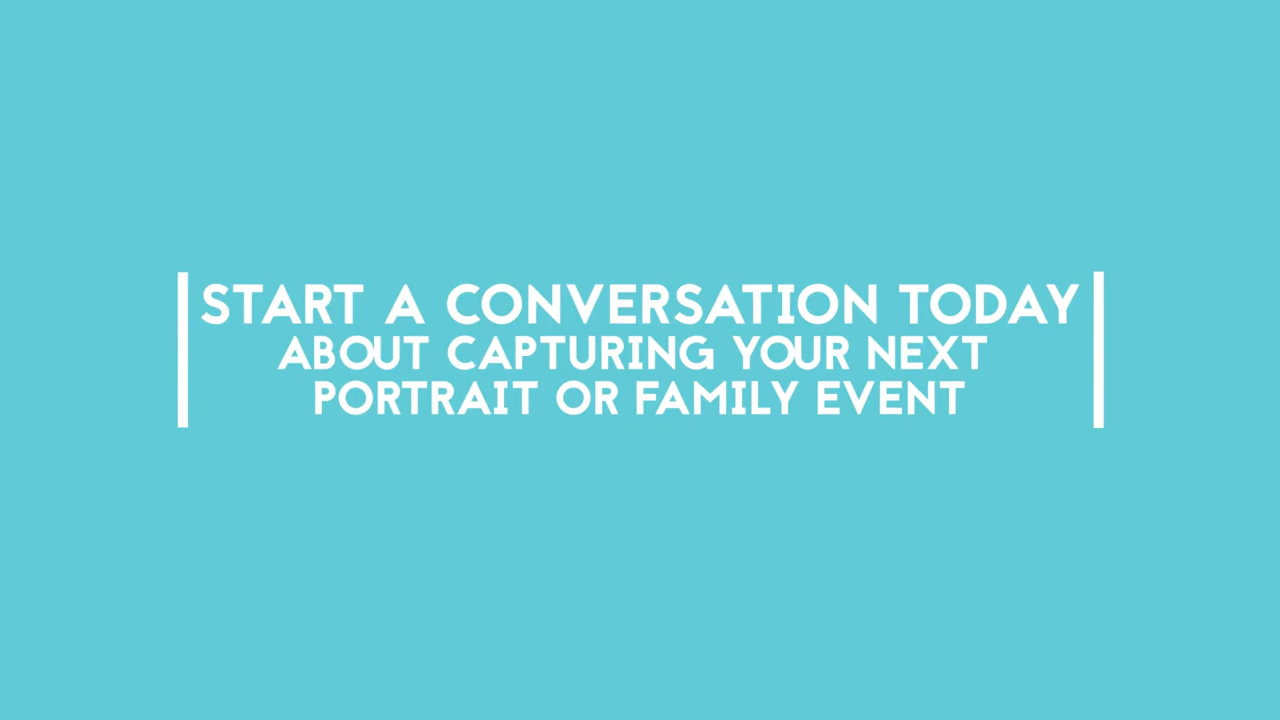 START A CONVERSATION TODAY
ABOUT CAPTURING YOUR NEXT
PORTRAIT OR FAMILY EVENT